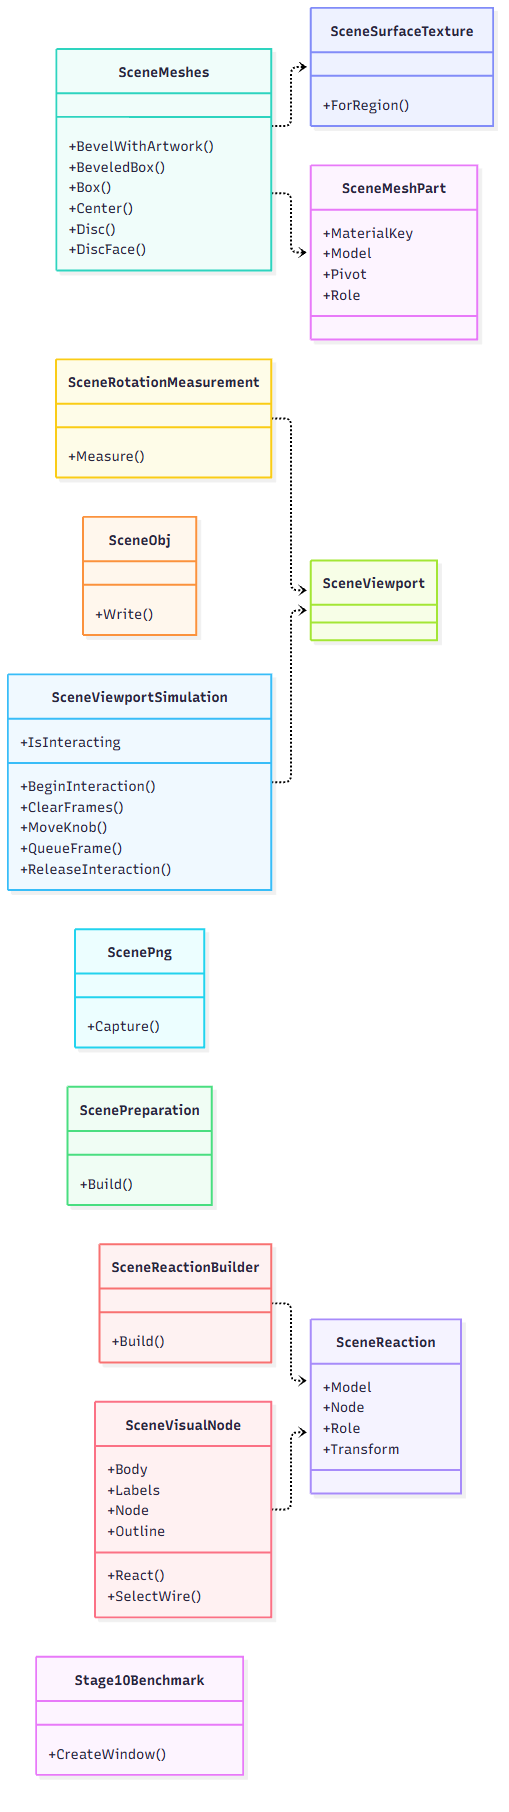 SceneSurfaceTexture
+ForRegion()
SceneMeshes
+BevelWithArtwork()
+BeveledBox()
+Box()
+Center()
+Disc()
+DiscFace()
SceneMeshPart
+MaterialKey
+Model
+Pivot
+Role
SceneRotationMeasurement
+Measure()
SceneObj
+Write()
SceneViewport
SceneViewportSimulation
+IsInteracting
+BeginInteraction()
+ClearFrames()
+MoveKnob()
+QueueFrame()
+ReleaseInteraction()
ScenePng
+Capture()
ScenePreparation
+Build()
SceneReactionBuilder
+Build()
SceneReaction
+Model
+Node
+Role
+Transform
SceneVisualNode
+Body
+Labels
+Node
+Outline
+React()
+SelectWire()
Stage10Benchmark
+CreateWindow()